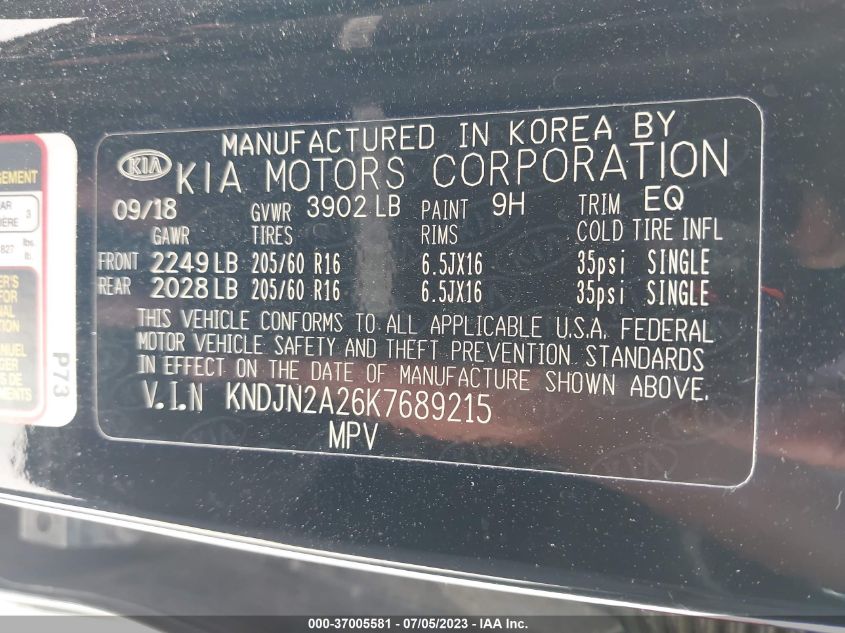 MANUFACTURED IN KOREA BY
KIA KIA MOTORS CORPORATION
09/18 GVWR 3902 LB PAINT 9H TRIM EQ
GAWR TIRES RIMS COLD TIRE INFL
FRONT 2249 LB 205/60 R16 6.5JX16 35psi SINGLE
REAR 2028 LB 205/60 R16 6.5JX16 35psi SINGLE
THIS VEHICLE CONFORMS TO ALL APPLICABLE U.S.A. FEDERAL
MOTOR VEHICLE SAFETY AND THEFT PREVENTION STANDARDS
IN EFFECT ON THE DATE OF MANUFACTURE SHOWN ABOVE.
V.I.N KNDJN2A26K7689215
MPV
3
lbs.
P73
000-37005581 - 07/05/2023 - IAA Inc.